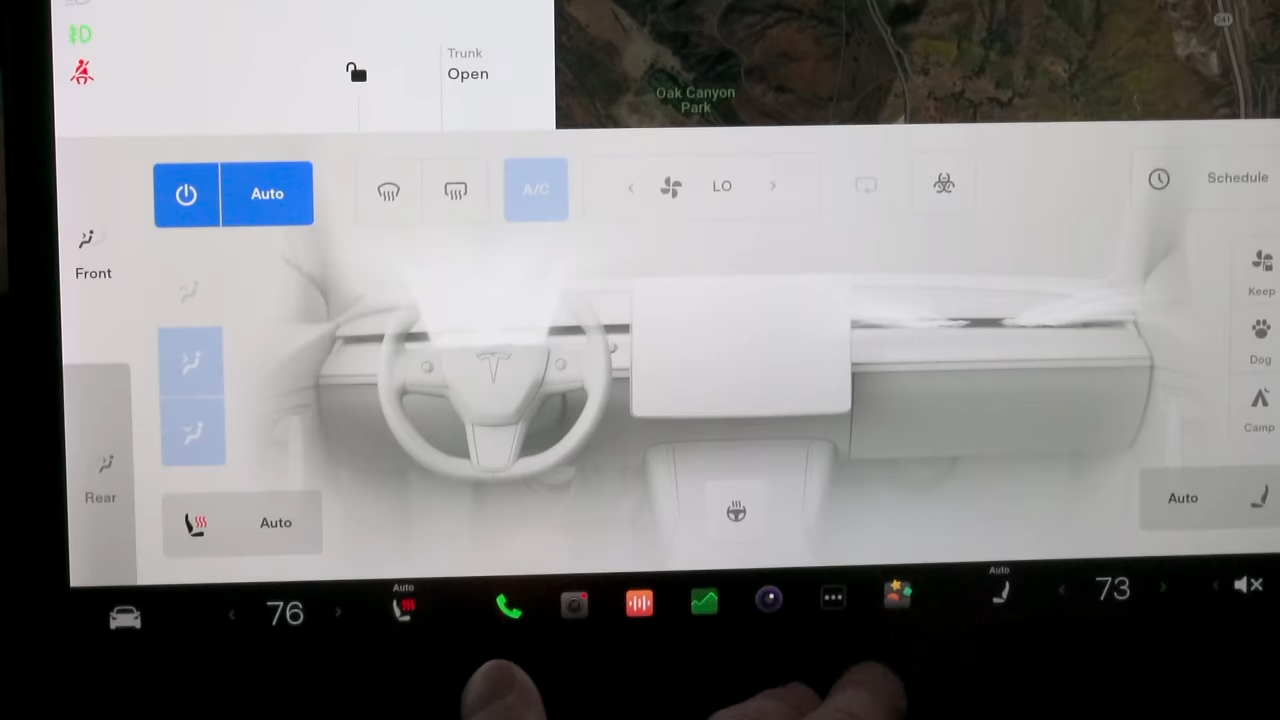 Trunk
Open
Oak Canyon
Park
Auto
A/C
LO
Schedule
Front
Keep
Dog
Camp
Rear
Auto
Auto
Auto
76
Auto
73